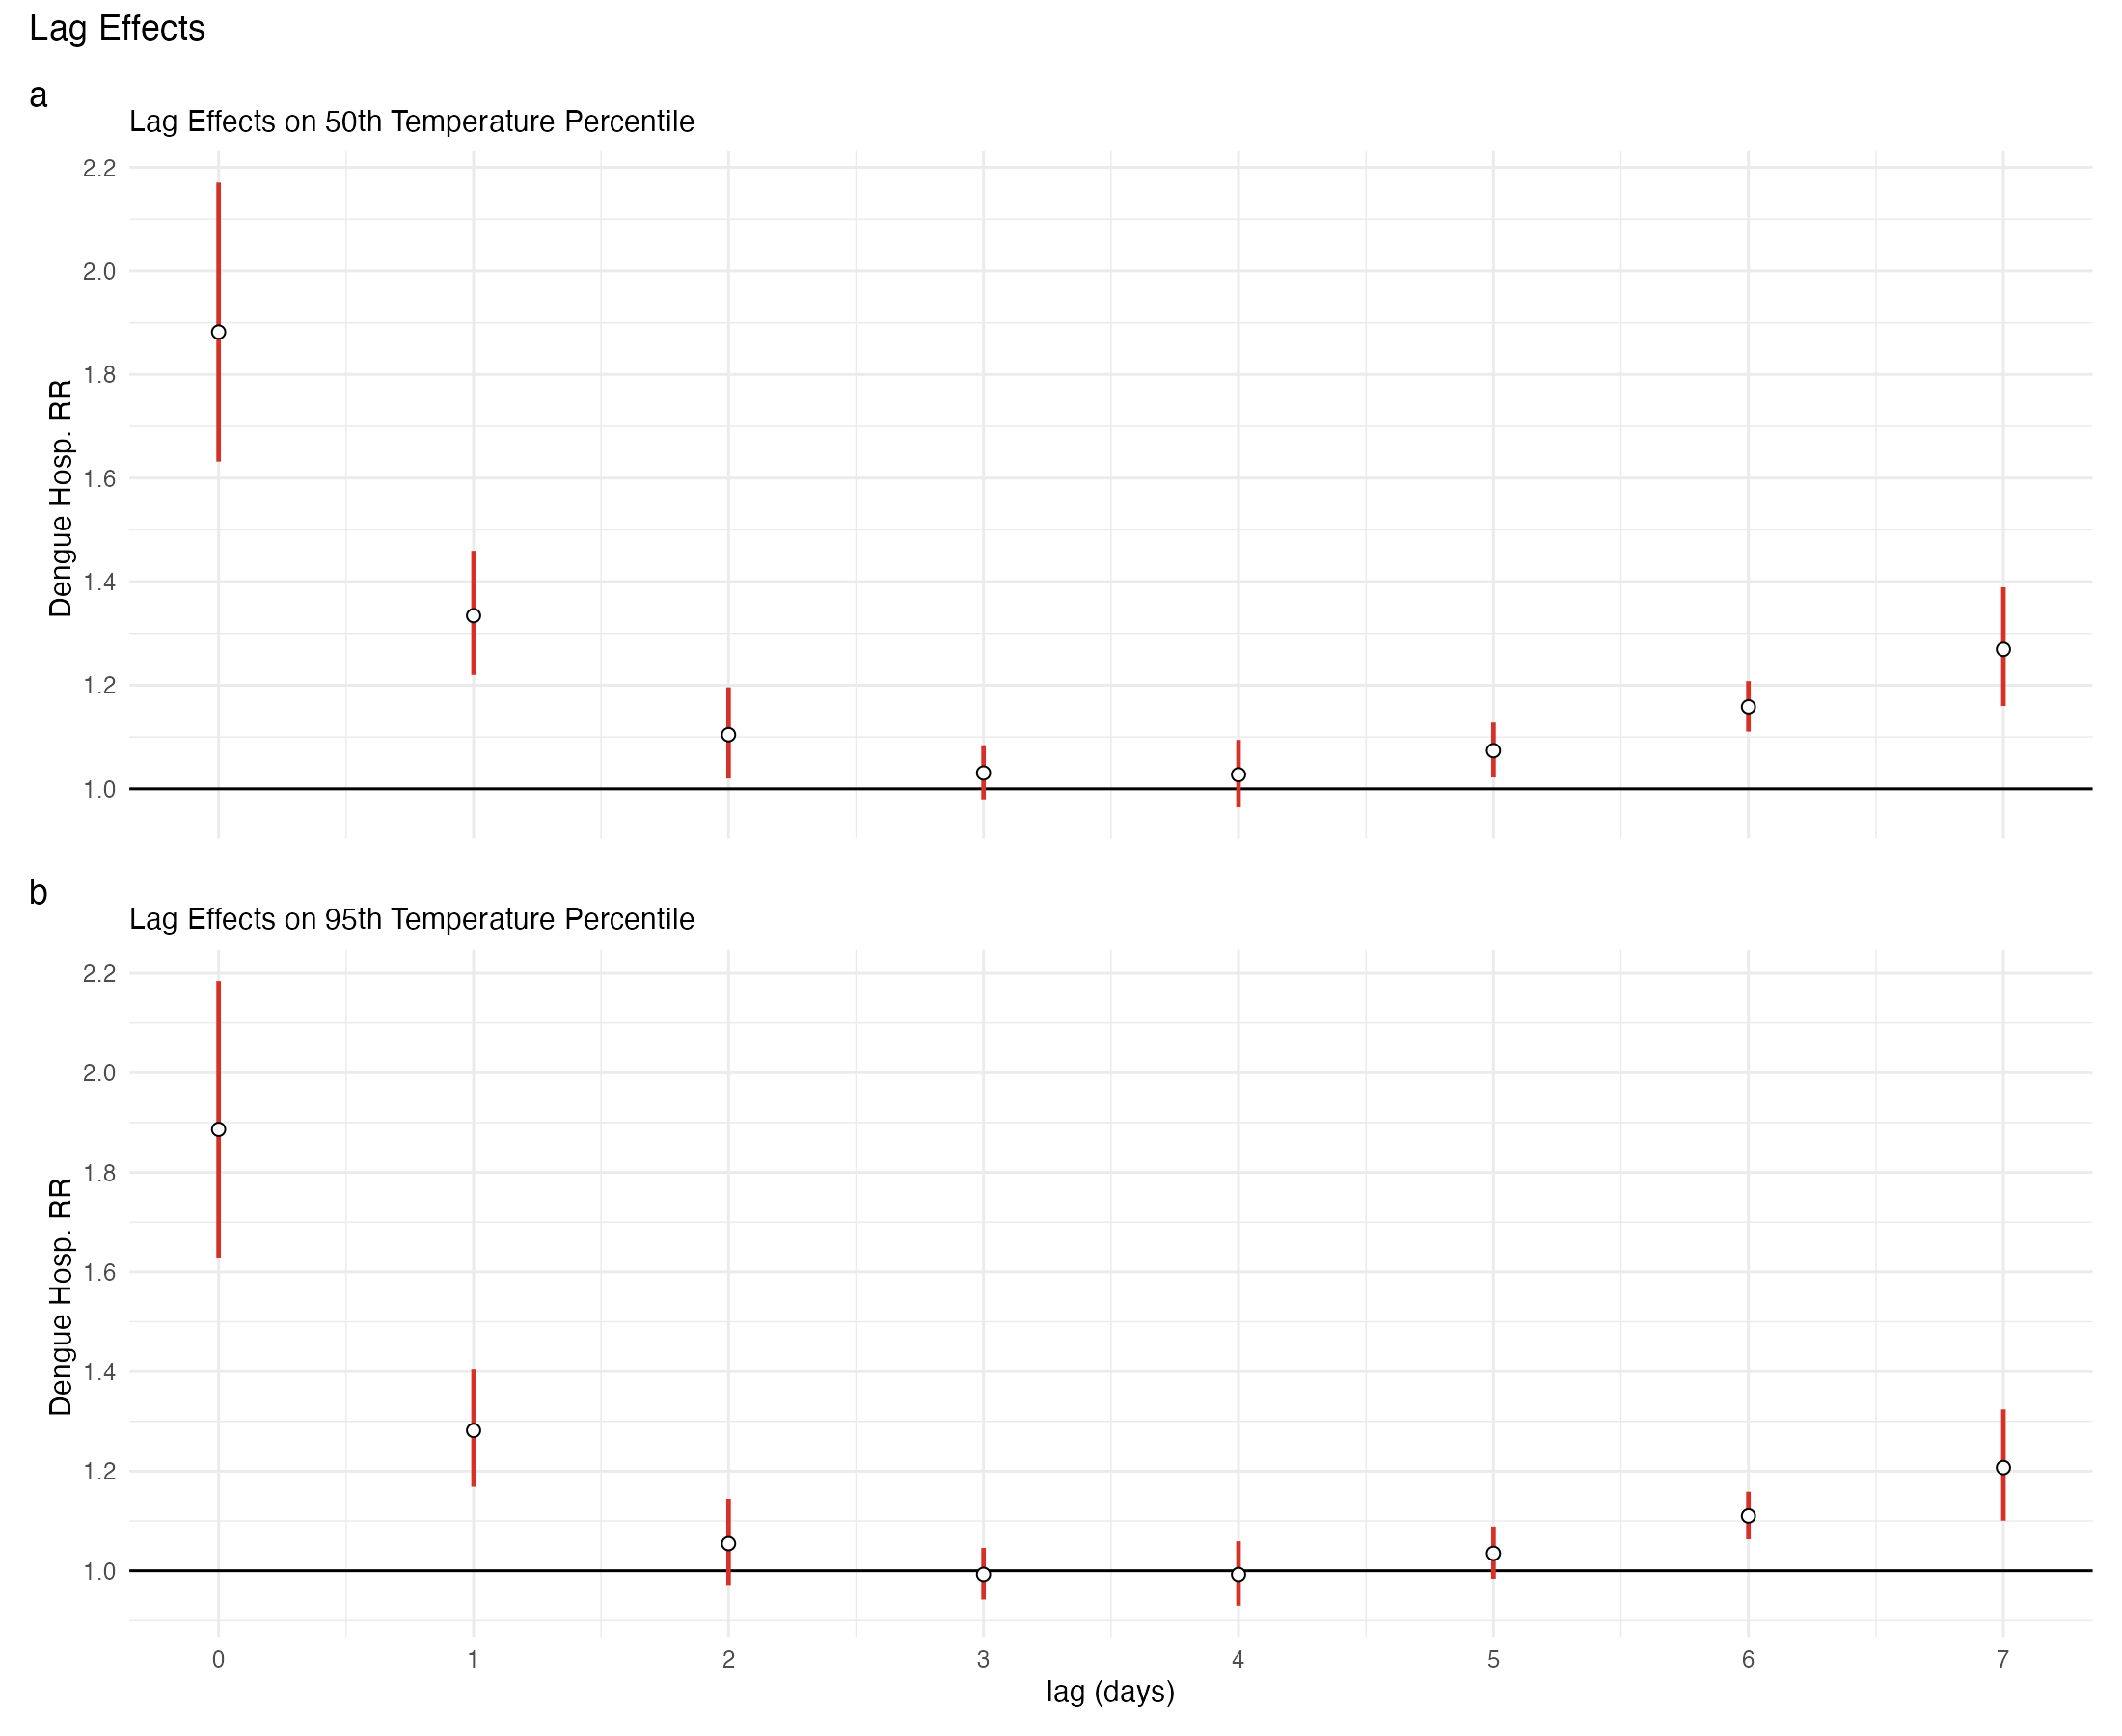 Lag Effects
a
Lag Effects on 50th Temperature Percentile
2.2
2.0
1.8
1.6
1.4
1.2
1.0
Dengue Hosp. RR
b
Lag Effects on 95th Temperature Percentile
2.2
2.0
1.8
1.6
1.4
1.2
1.0
Dengue Hosp. RR
0 1 2 3 4 5 6 7
lag (days)